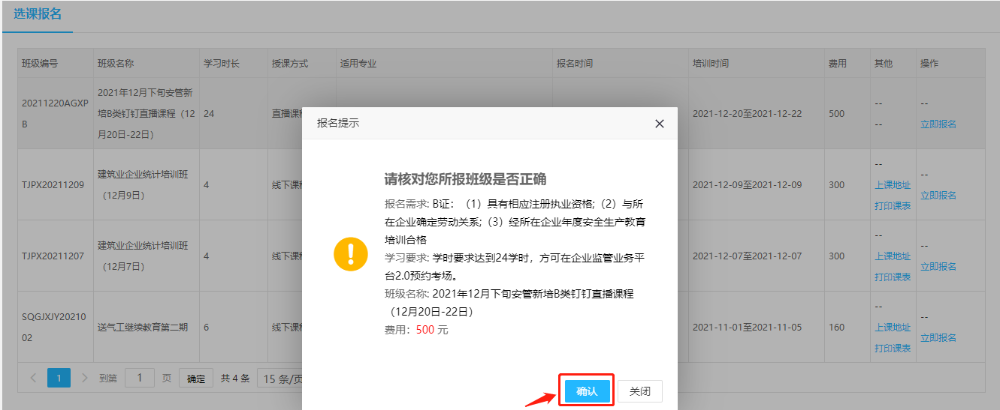 选课报名
班级编号 班级名称 学习时长 授课方式 适用专业 报名时间 培训时间 费用 其他 操作
20211220AGXP
B
2021年12月下旬安管新
培B类钉钉直播课程（12
月20日-22日）
24
直播课
2021-12-20至2021-12-22
500
--
--
--
立即报名
TJPX20211209
建筑业企业统计培训班
（12月9日）
4
线下课
2021-12-09至2021-12-09
300
--
上课地址
打印课表
--
立即报名
TJPX20211207
建筑业企业统计培训班
（12月7日）
4
线下课
2021-12-07至2021-12-07
300
--
上课地址
打印课表
--
立即报名
SQGJXJY20210
02
送气工继续教育第二期
6
线下课
2021-11-01至2021-11-05
160
--
上课地址
打印课表
--
立即报名
1 到第 1 页 确定 共 4 条 15 条/页
报名提示
请核对您所报班级是否正确
报名需求: B证：（1）具有相应注册执业资格;（2）与所
在企业确定劳动关系;（3）经所在企业年度安全生产教育
培训合格
学习要求: 学时要求达到24学时，方可在企业监管业务平
台2.0预约考场。
班级名称: 2021年12月下旬安管新培B类钉钉直播课程
（12月20日-22日）
费用：500 元
确认 关闭